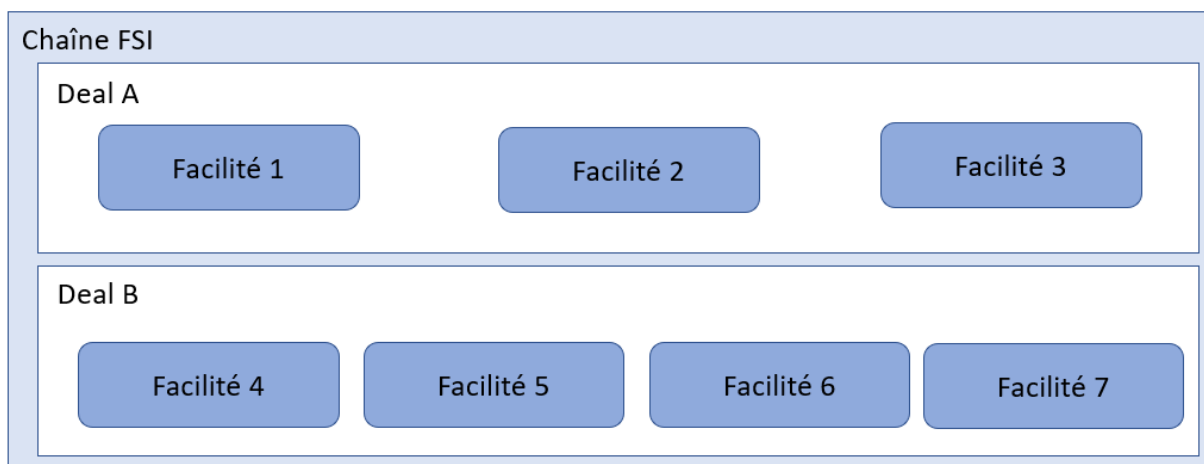 Chaîne FSI
Deal A
Facilité 1
Facilité 2
Facilité 3
Deal B
Facilité 4
Facilité 5
Facilité 6
Facilité 7